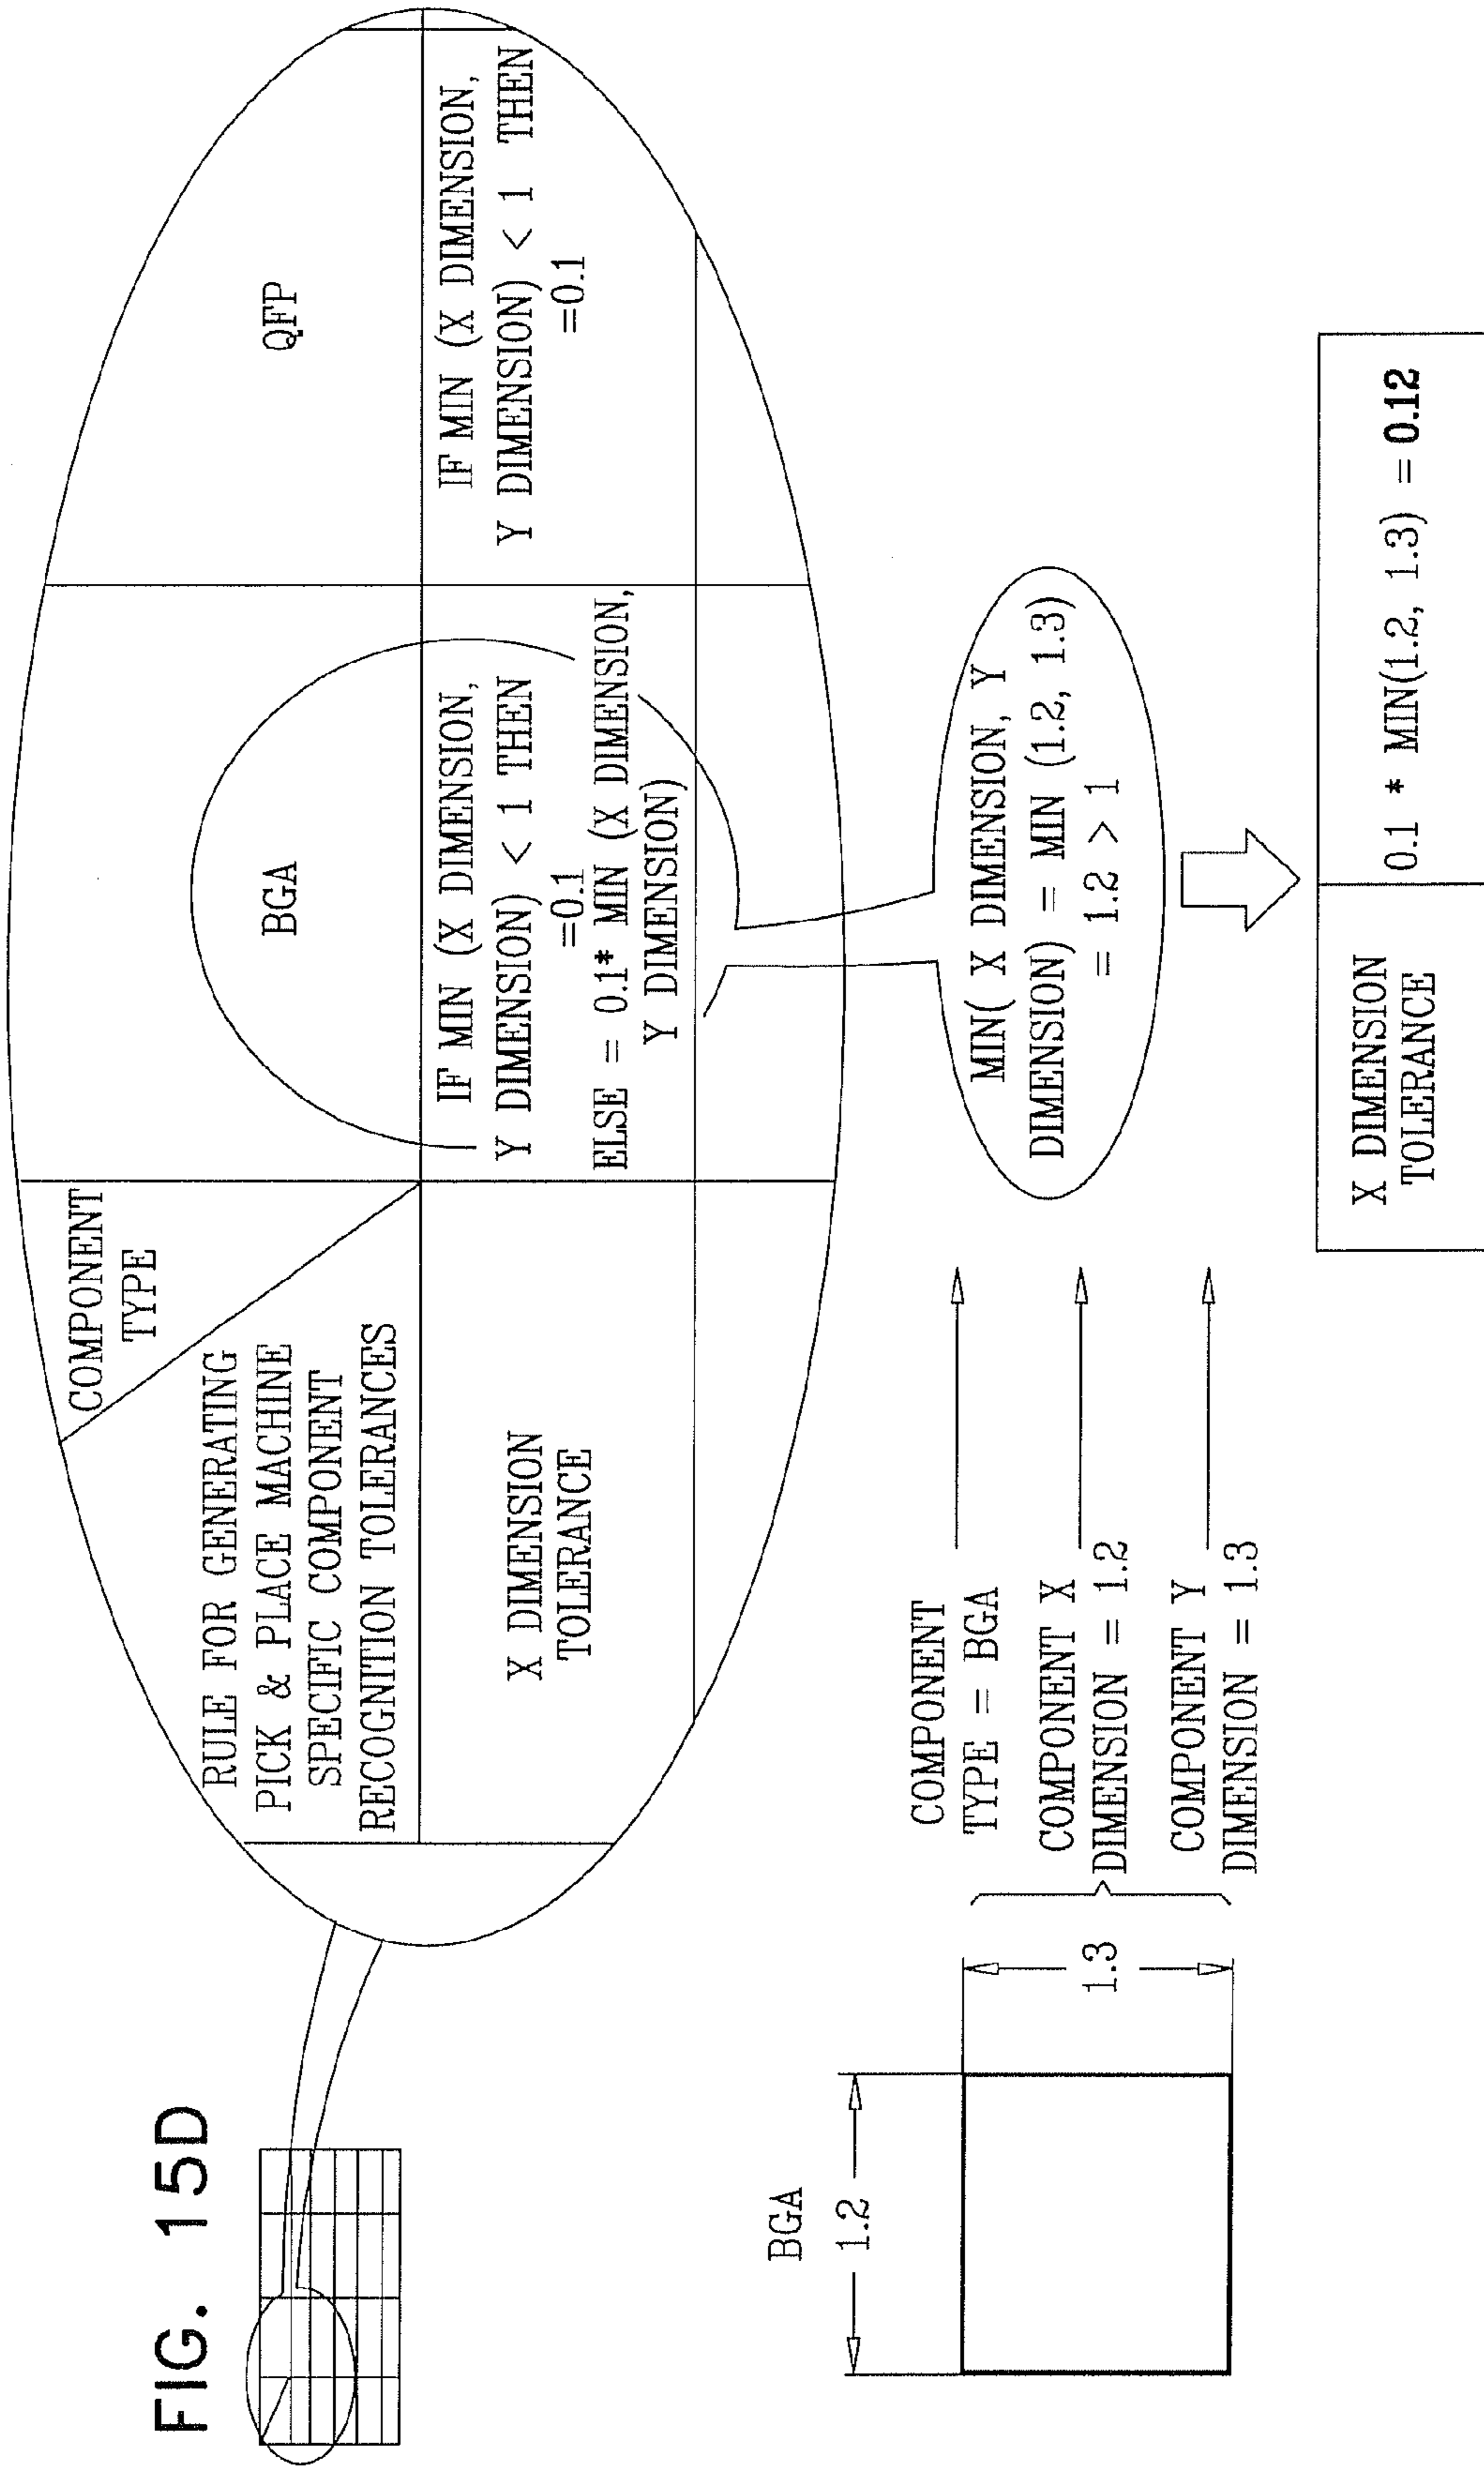 FIG. 15D
COMPONENT
TYPE
RULE FOR GENERATING
PICK & PLACE MACHINE
SPECIFIC COMPONENT
RECOGNITION TOLERANCES
BGA
QFP
X DIMENSION
TOLERANCE
IF MIN (X DIMENSION,
Y DIMENSION) < 1 THEN
=0.1
ELSE = 0.1* MIN (X DIMENSION,
Y DIMENSION)
IF MIN (X DIMENSION,
Y DIMENSION) < 1 THEN
=0.1
BGA
1.2
1.3
COMPONENT
TYPE = BGA
COMPONENT X
DIMENSION = 1.2
COMPONENT Y
DIMENSION = 1.3
MIN( X DIMENSION, Y
DIMENSION) = MIN (1.2, 1.3)
= 1.2 > 1
X DIMENSION
TOLERANCE
0.1 * MIN(1.2, 1.3) = 0.12